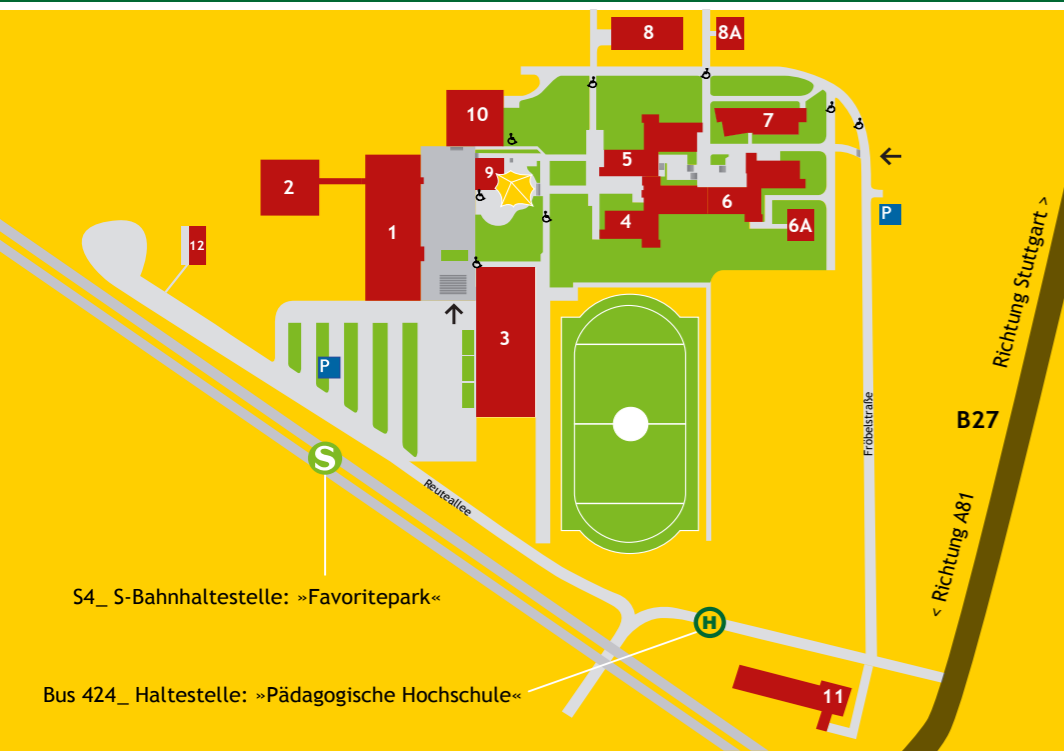 8
8A
10
7
9
5
2
6
1
4
6A
P
12
3
P
Richtung Stuttgart >
B27
Fröbelstraße
S
Reuteallee
< Richtung A81
S4_ S-Bahnhaltestelle: »Favoritepark«
H
Bus 424_ Haltestelle: »Pädagogische Hochschule«
11